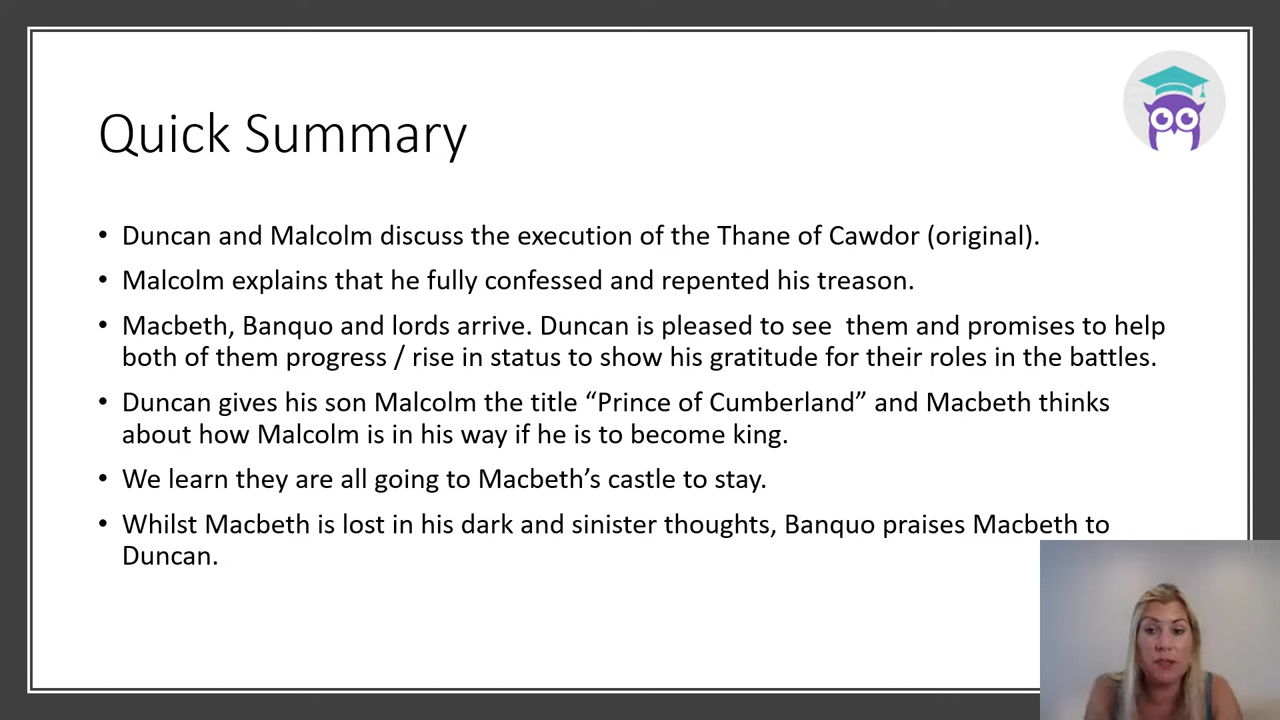 Quick Summary
• Duncan and Malcolm discuss the execution of the Thane of Cawdor (original).
• Malcolm explains that he fully confessed and repented his treason.
• Macbeth, Banquo and lords arrive. Duncan is pleased to see  them and promises to help
both of them progress / rise in status to show his gratitude for their roles in the battles.
• Duncan gives his son Malcolm the title “Prince of Cumberland” and Macbeth thinks
about how Malcolm is in his way if he is to become king.
• We learn they are all going to Macbeth’s castle to stay.
• Whilst Macbeth is lost in his dark and sinister thoughts, Banquo praises Macbeth to
Duncan.